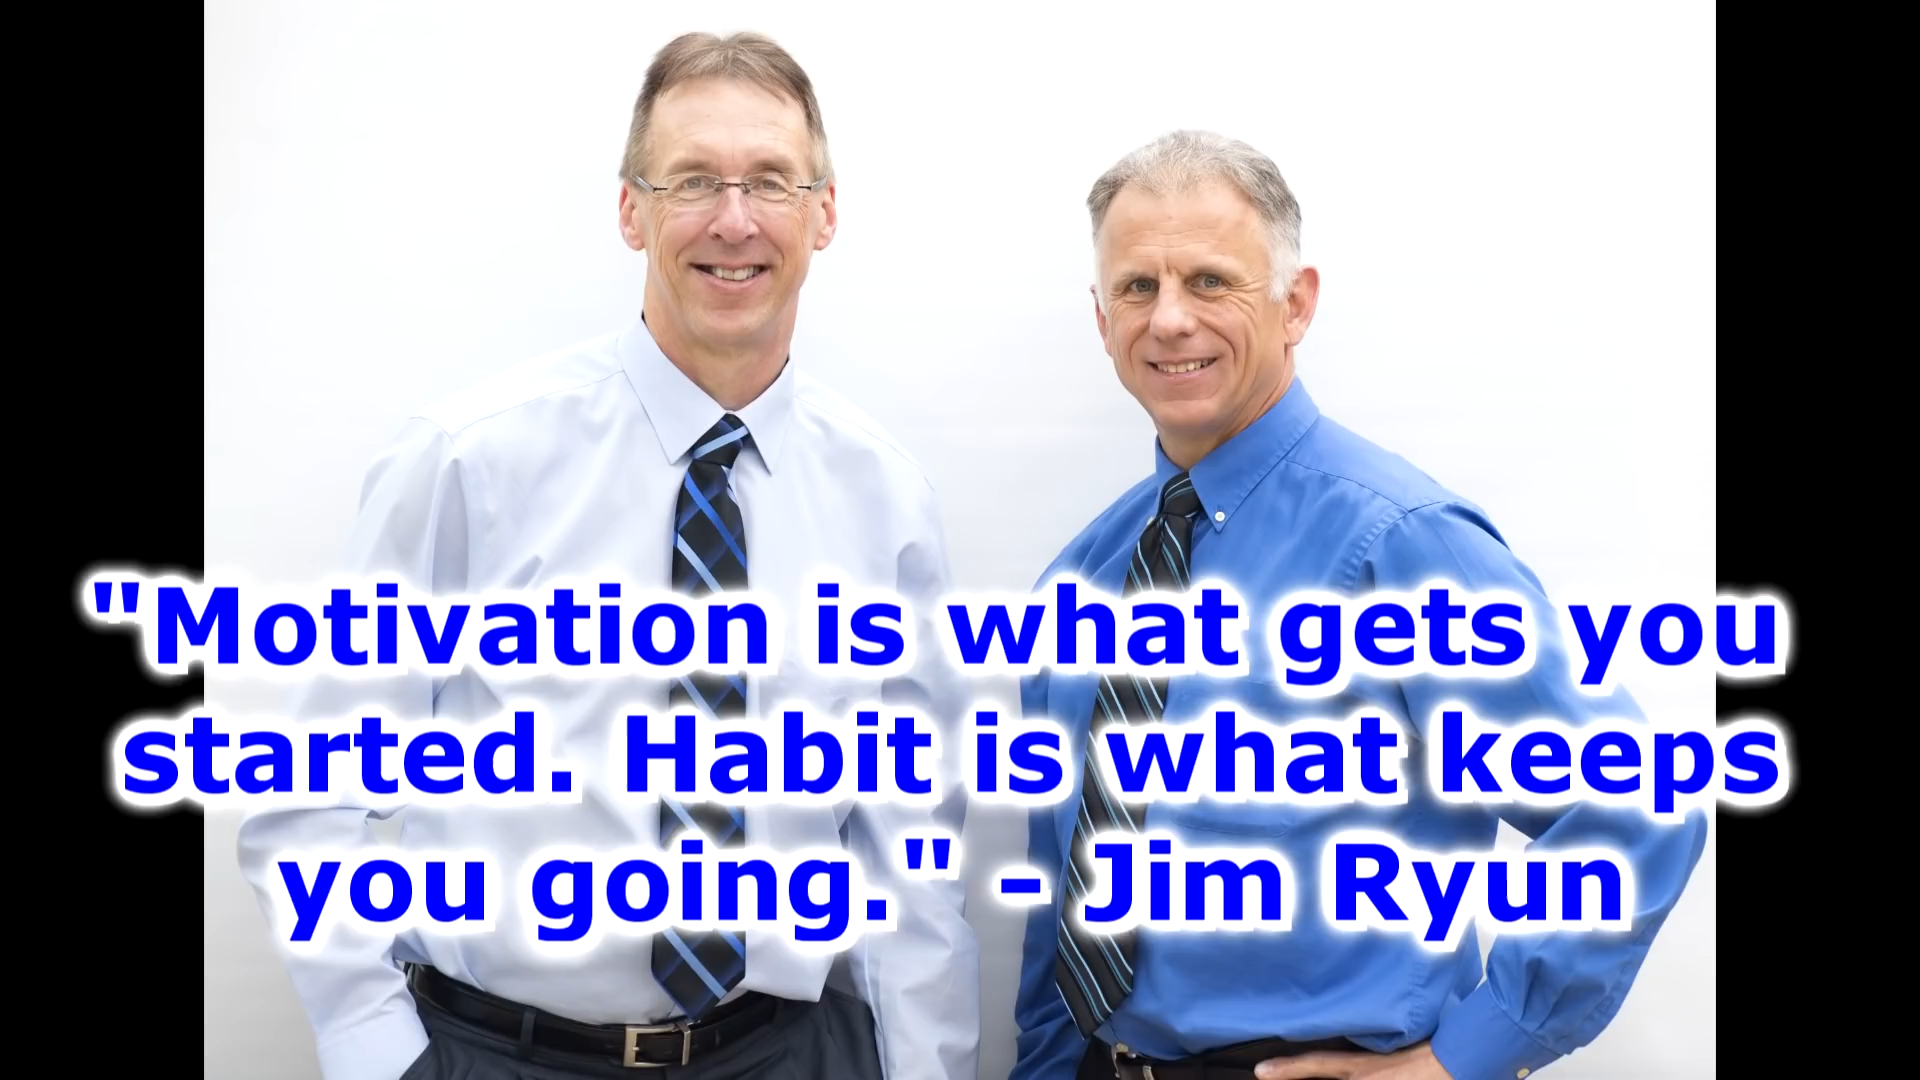 "Motivation is what gets you
started. Habit is what keeps
you going." - Jim Ryun